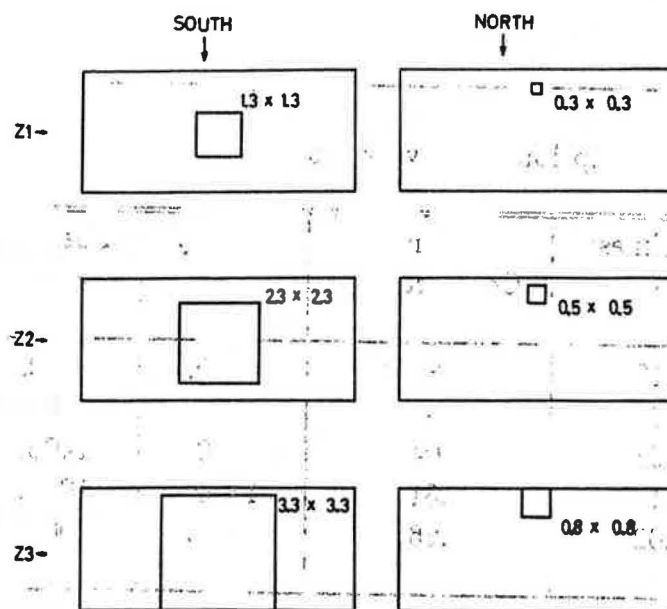 SOUTH NORTH
1.3 x 1.3
0.3 x 0.3
Z1
2.3 x 2.3
0.5 x 0.5
Z2
3.3 x 3.3
0.8 x 0.8
Z3